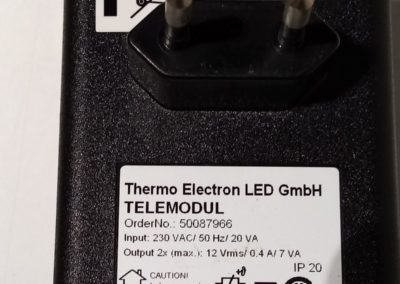 Thermo Electron LED GmbH
TELEMODUL
OrderNo.: 50087966
Input: 230 VAC/ 50 Hz/ 20 VA
Output 2x (max.): 12 Vrms/ 0.4 A/ 7 VA
IP 20
CAUTION!